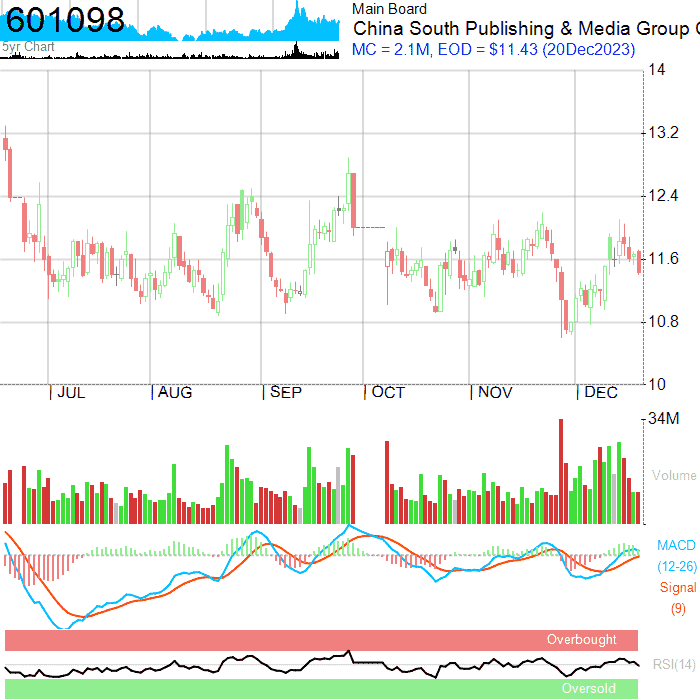 601098
5yr Chart
Main Board
China South Publishing & Media Group C
MC = 2.1M, EOD = $11.43 (20Dec2023)
14
13.2
12.4
11.6
10.8
10
JUL AUG SEP OCT NOV DEC
34M
Volume
MACD
(12-26)
Signal
(9)
Overbought
RSI(14)
Oversold